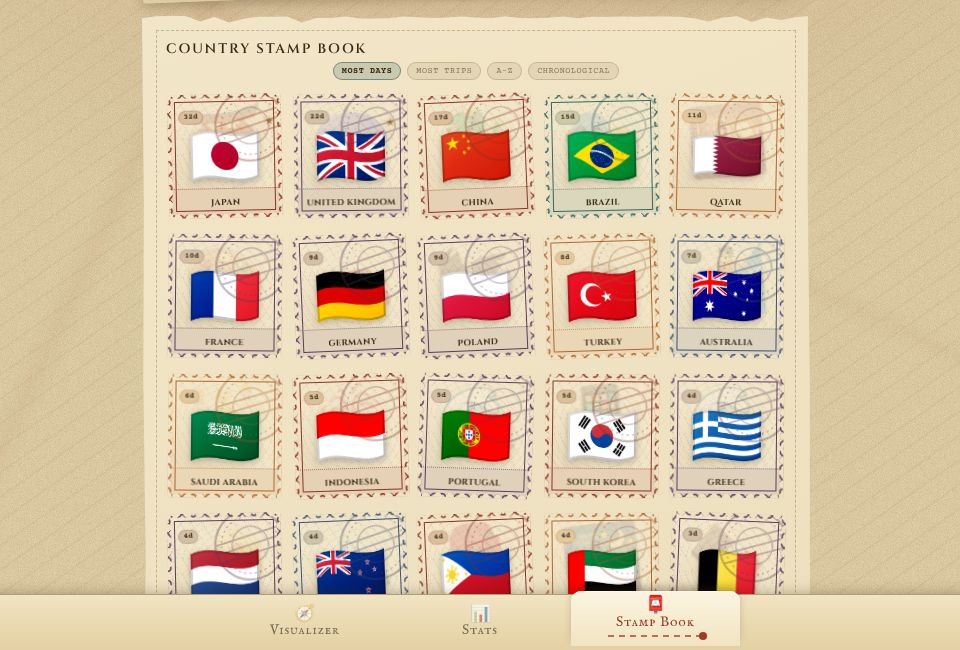 COUNTRY STAMP BOOK
MOST DAYS MOST TRIPS A-Z CHRONOLOGICAL
32d 22d 17d 15d 11d
JAPAN UNITED KINGDOM CHINA BRAZIL QATAR
10d 9d 9d 8d 7d
FRANCE GERMANY POLAND TURKEY AUSTRALIA
6d 5d 5d 5d 4d
SAUDI ARABIA INDONESIA PORTUGAL SOUTH KOREA GREECE
4d 4d 4d 4d 3d
VISUALIZER STATS STAMP BOOK